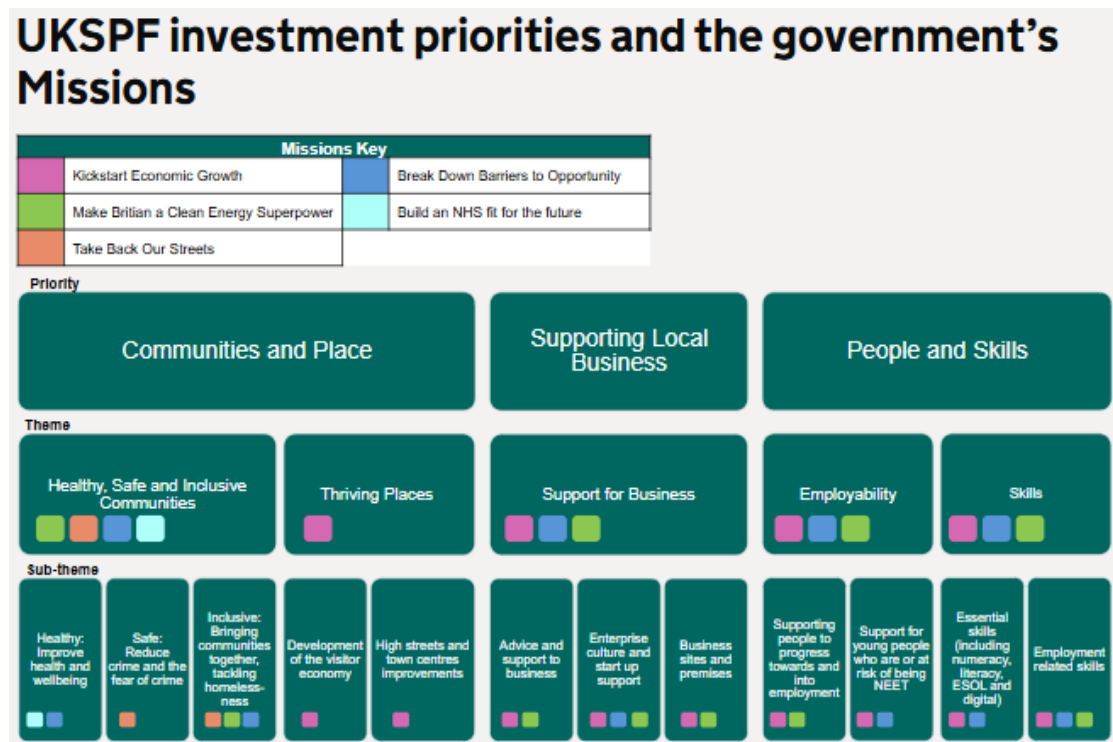 UKSPF investment priorities and the government's
Missions
Missions Key
Kickstart Economic Growth
Break Down Barriers to Opportunity
Make Britian a Clean Energy Superpower
Build an NHS fit for the future
Take Back Our Streets
Priority
Communities and Place
Supporting Local
Business
People and Skills
Theme
Healthy, Safe and Inclusive
Communities
Thriving Places
Support for Business
Employability
Skills
Sub-theme
Healthy:
Improve
health and
wellbeing
Safe:
Reduce
crime and the
fear of crime
Inclusive:
Bringing
communities
together,
tackling
homeless-
ness
Development
of the visitor
economy
High streets and
town centres
improvements
Advice and
support to
business
Enterprise
culture and
start up
support
Business
sites and
premises
Supporting
people to
progress
towards and
into
employment
Support for
young people
who are or at
risk of being
NEET
Essential
skills
(including
numeracy,
literacy,
ESOL and
digital)
Employment
related skills